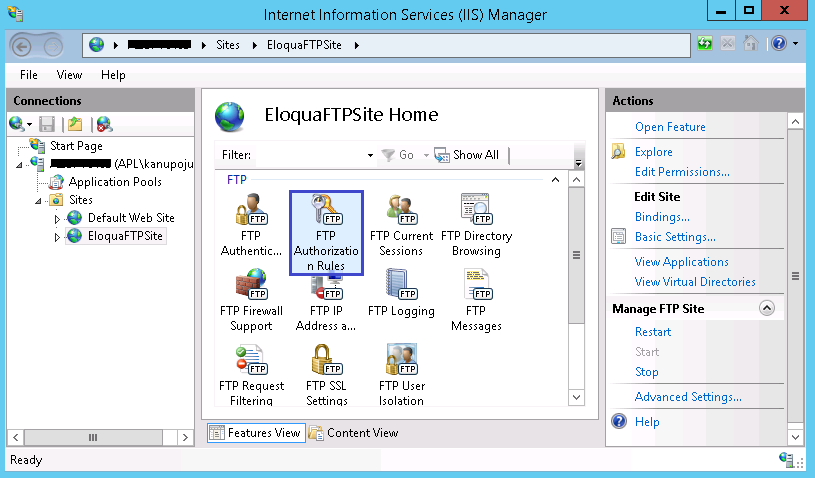 Internet Information Services (IIS) Manager
Sites
EloquaFTPSite
File View Help
Connections
Start Page
(APL\kanupoju
Application Pools
Sites
Default Web Site
EloquaFTPSite
EloquaFTPSite Home
Filter:
Go
Show All
FTP
FTP
Authentic...
FTP
Authorizatio
n Rules
FTP Current
Sessions
FTP Directory
Browsing
FTP Firewall
Support
FTP IP
Address a...
FTP Logging
FTP
Messages
FTP Request
Filtering
FTP SSL
Settings
FTP User
Isolation
Features View
Content View
Actions
Open Feature
Explore
Edit Permissions...
Edit Site
Bindings...
Basic Settings...
View Applications
View Virtual Directories
Manage FTP Site
Restart
Start
Stop
Advanced Settings...
Help
Ready